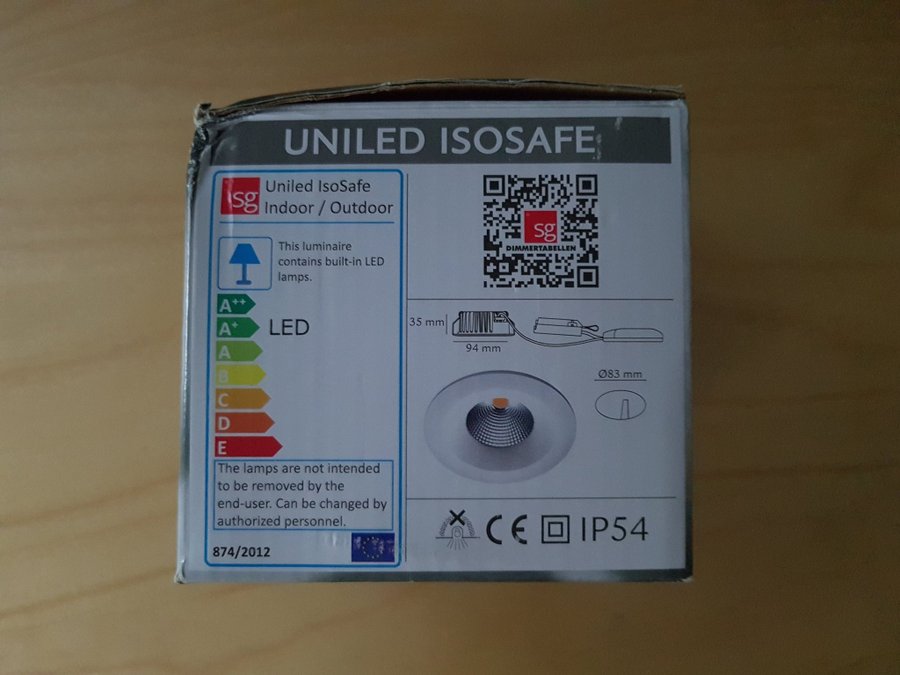 UNILED ISOSAFE
sg
Uniled IsoSafe
Indoor / Outdoor
This luminaire
contains built-in LED
lamps.
A++
A+
LED
A
B
C
D
E
The lamps are not intended
to be removed by the
end-user. Can be changed by
authorized personnel.
874/2012
sg
DIMMERTABELLEN
35 mm
94 mm
Ø83 mm
CE
IP54